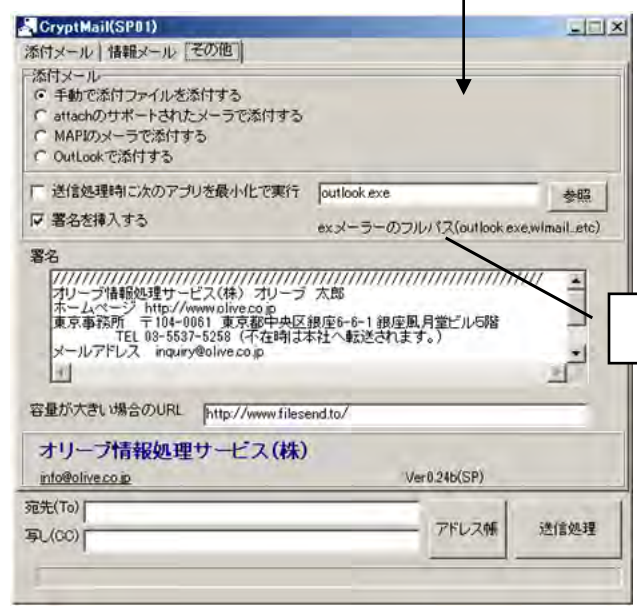 CryptMail(SP01)
添付メール 情報メール その他
添付メール
手動で添付ファイルを添付する
attachのサポートされたメーラで添付する
MAPIのメーラで添付する
OutLookで添付する
送信処理時に次のアプリを最小化で実行 outlook.exe 参照
署名を挿入する ex.メーラーのフルパス(outlook.exe,wlmail..etc)
署名
////////////////////////////////////////////////////////////
オリーブ情報処理サービス(株) オリーブ 太郎
ホームページ http://www.olive.co.jp
東京事務所 〒104-0061 東京都中央区銀座6-6-1 銀座凮月堂ビル5階
TEL 03-5537-5258 (不在時は本社へ転送されます。)
メールアドレス inquiry@olive.co.jp
容量が大きい場合のURL http://www.filesend.to/
オリーブ情報処理サービス(株)
info@olive.co.jp Ver0.24b(SP)
宛先(To)
写し(CC)
アドレス帳 送信処理